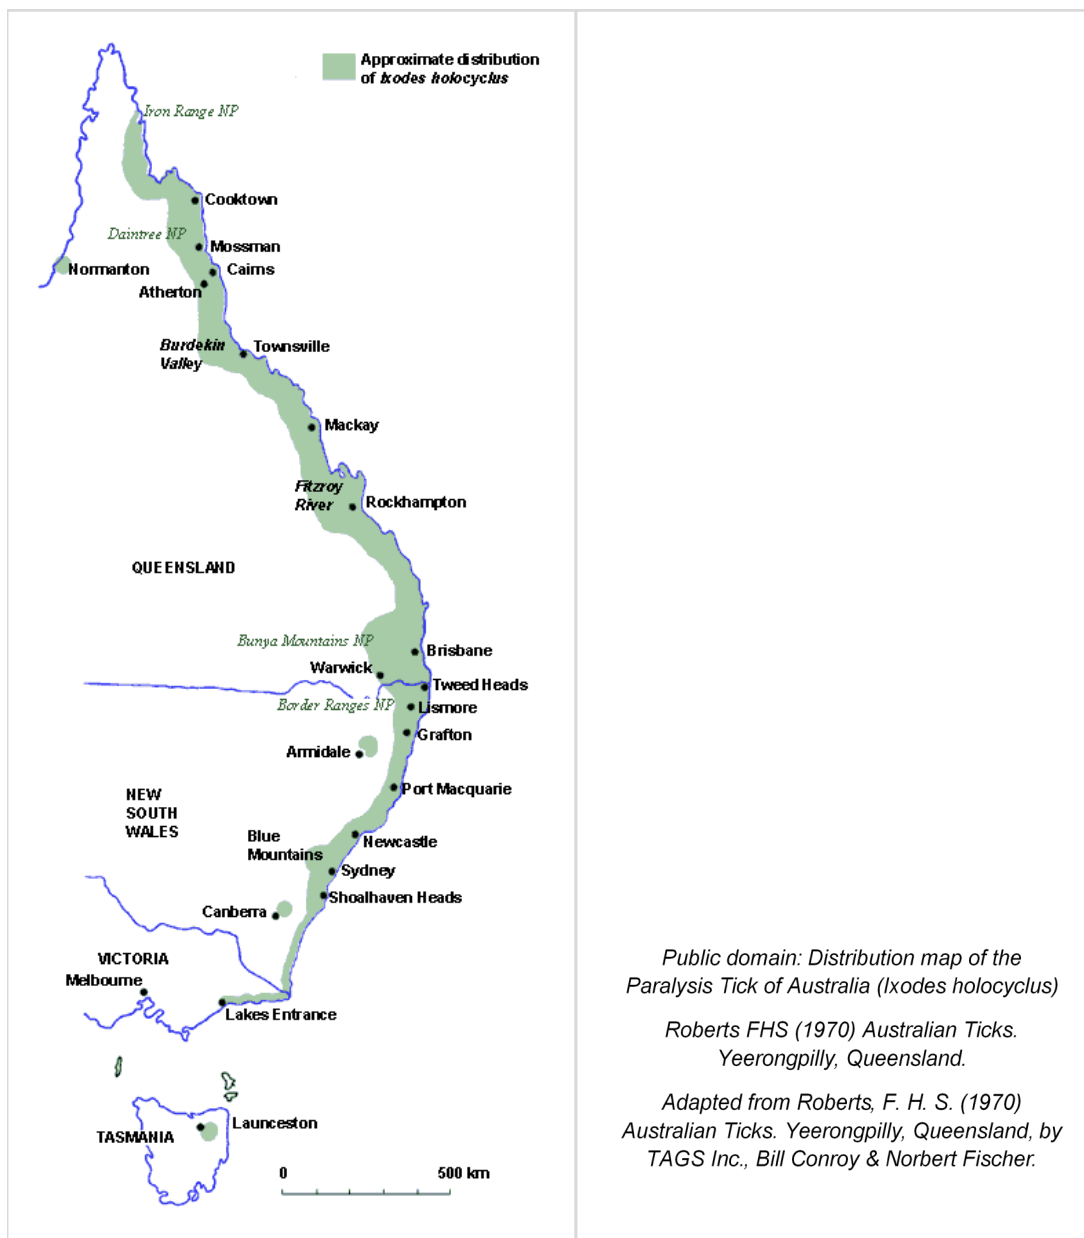 Approximate distribution
of Ixodes holocyclus
Iron Range NP
Cooktown
Daintree NP
Mossman
Normanton
Cairns
Atherton
Burdekin
Valley
Townsville
Mackay
Fitzroy
River
Rockhampton
QUEENSLAND
Bunya Mountains NP
Brisbane
Warwick
Tweed Heads
Border Ranges NP
Lismore
Grafton
Armidale
Port Macquarie
NEW
SOUTH
WALES
Blue
Mountains
Newcastle
Sydney
Shoalhaven Heads
Canberra
VICTORIA
Melbourne
Lakes Entrance
Launceston
TASMANIA
0 500 km
Public domain: Distribution map of the
Paralysis Tick of Australia (Ixodes holocyclus)
Roberts FHS (1970) Australian Ticks.
Yeerongpilly, Queensland.
Adapted from Roberts, F. H. S. (1970)
Australian Ticks. Yeerongpilly, Queensland, by
TAGS Inc., Bill Conroy & Norbert Fischer.